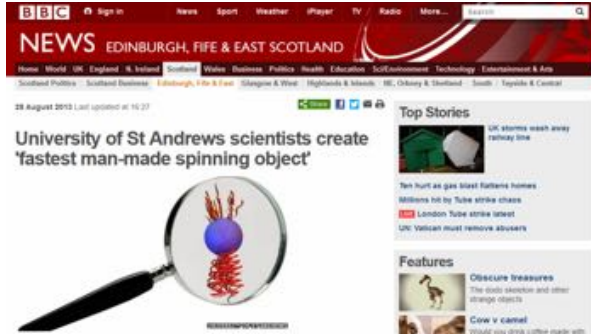 BBC Sign in News Sport Weather iPlayer TV Radio More... Search
NEWS EDINBURGH, FIFE & EAST SCOTLAND
Home World UK England N. Ireland Scotland Wales Business Politics Health Education Sci/Environment Technology Entertainment & Arts
Scotland Politics Scotland Business Edinburgh, Fife & East Glasgow & West Highlands & Islands NE, Orkney & Shetland South Tayside & Central
28 August 2013 Last updated at 16:27
Share
University of St Andrews scientists create
'fastest man-made spinning object'
Top Stories
UK storms wash away
railway line
Ten hurt as gas blast flattens homes
Millions hit by Tube strike chaos
LIVE London Tube strike latest
UN: Vatican must remove abusers
Features
Obscure treasures
The dodo skeleton and other
strange objects
Cow v camel
Would you drink coffee made with